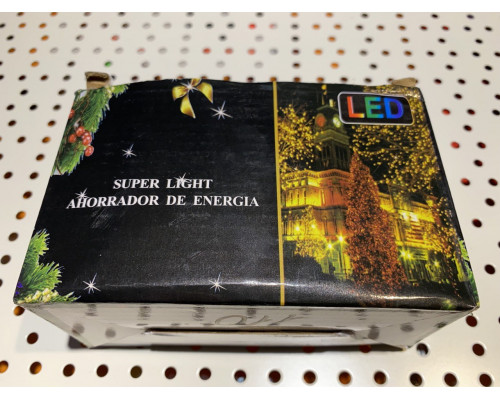 LED
SUPER LIGHT
AHORRADOR DE ENERGIA